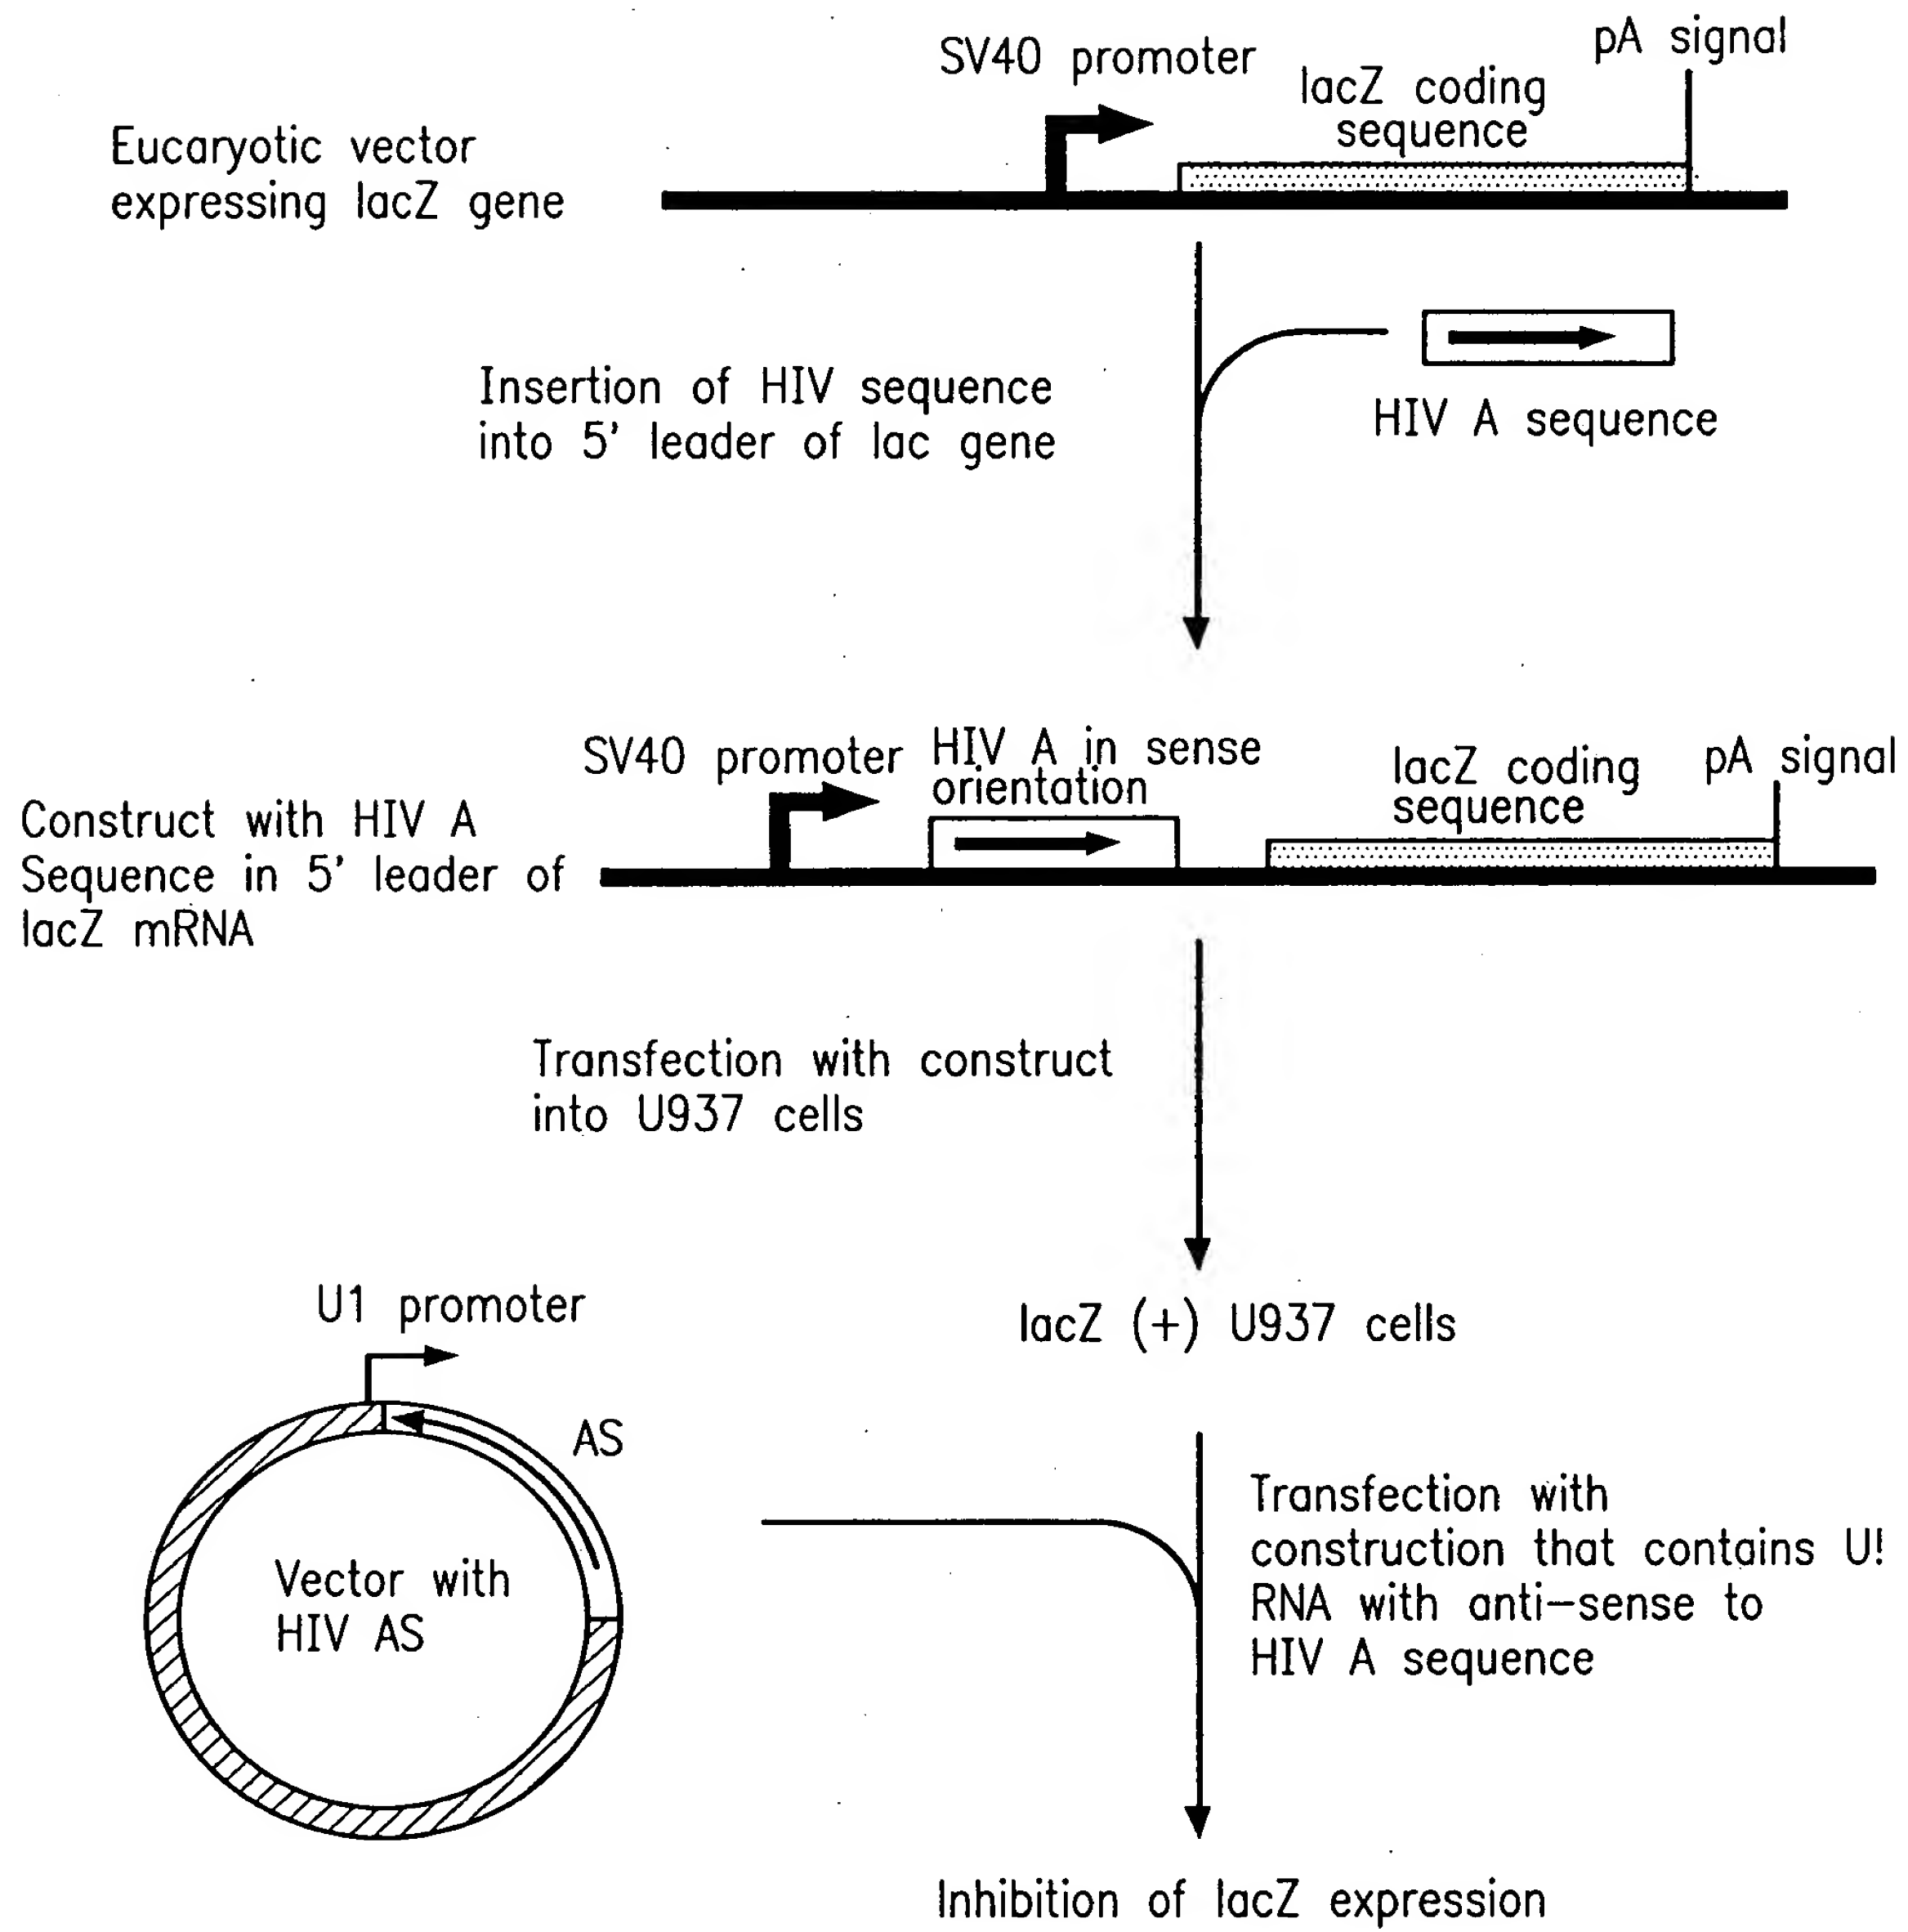 SV40 promoter
lacZ coding
sequence
pA signal
Eucaryotic vector
expressing lacZ gene
Insertion of HIV sequence
into 5' leader of lac gene
HIV A sequence
SV40 promoter
HIV A in sense
orientation
lacZ coding
sequence
pA signal
Construct with HIV A
Sequence in 5' leader of
lacZ mRNA
Transfection with construct
into U937 cells
U1 promoter
lacZ (+) U937 cells
AS
Vector with
HIV AS
Transfection with
construction that contains U!
RNA with anti-sense to
HIV A sequence
Inhibition of lacZ expression